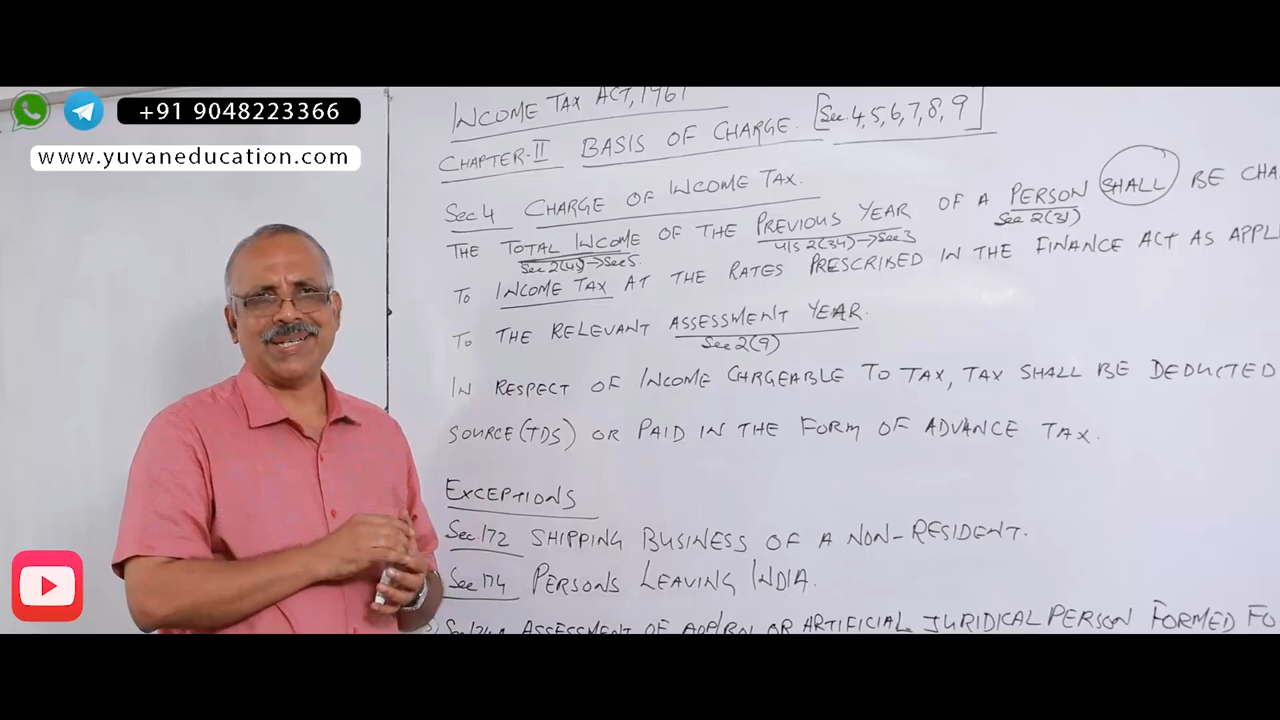 +91 9048223366
www.yuvaneducation.com
INCOME TAX ACT, 1961
CHAPTER-II BASIS OF CHARGE. [Sec. 4,5,6,7,8,9]
Sec 4 CHARGE OF INCOME TAX.
THE TOTAL INCOME OF THE PREVIOUS YEAR OF A PERSON SHALL BE CHA
Sec 2(45)→Sec 5. U/S 2(34)→Sec 3 Sec 2(31)
TO INCOME TAX AT THE RATES PRESCRIBED IN THE FINANCE ACT AS APPL
TO THE RELEVANT ASSESSMENT YEAR.
Sec 2(9)
IN RESPECT OF INCOME CHARGEABLE TO TAX, TAX SHALL BE DEDUCTED
SOURCE (TDS) OR PAID IN THE FORM OF ADVANCE TAX.
EXCEPTIONS
Sec.172 SHIPPING BUSINESS OF A NON-RESIDENT.
Sec 174 PERSONS LEAVING INDIA.
ASSESSMENT OF AOP/BOI OR ARTIFICIAL JURIDICAL PERSON FORMED FO